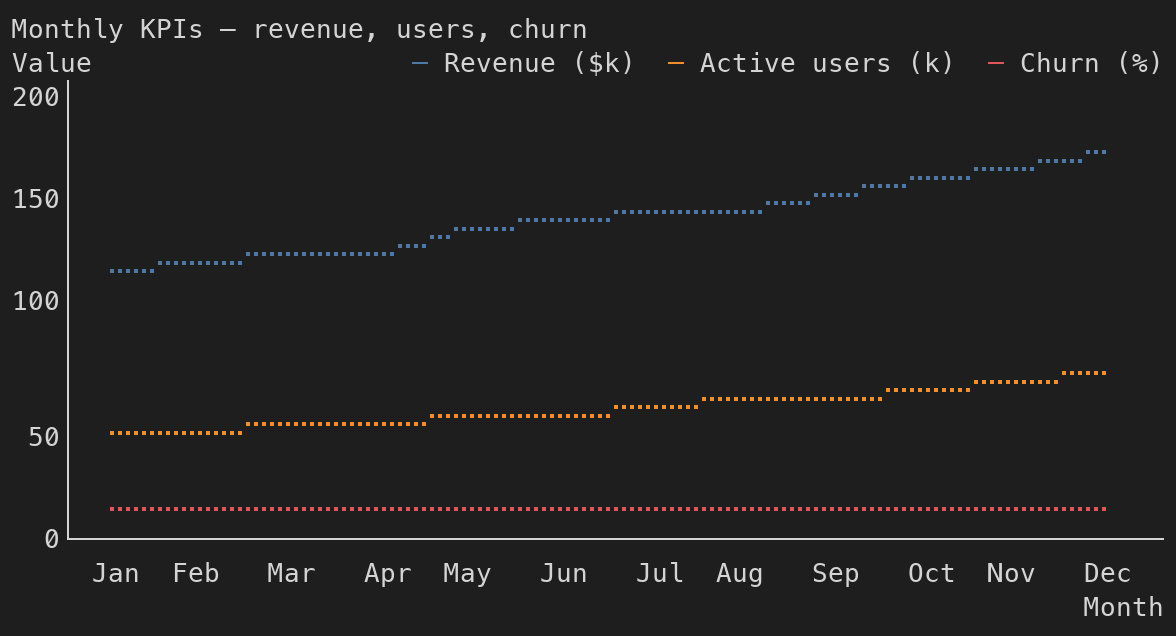 Monthly KPIs — revenue, users, churn
Value — Revenue ($k) — Active users (k) — Churn (%)
200
150
100
50
0
Jan Feb Mar Apr May Jun Jul Aug Sep Oct Nov Dec
Month